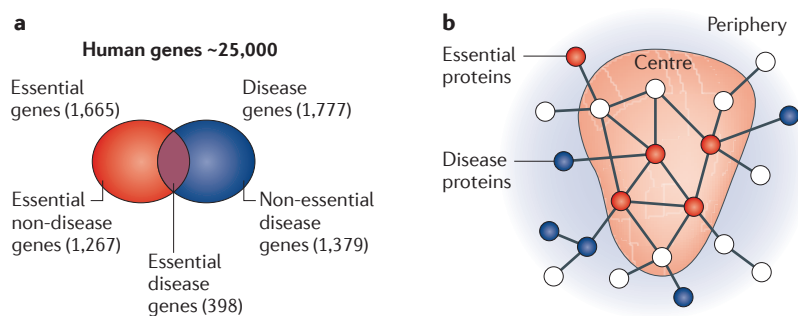 a
Human genes ~25,000
Essential
genes (1,665)
Disease
genes (1,777)
Essential
non-disease
genes (1,267)
Essential
disease
genes (398)
Non-essential
disease
genes (1,379)
b
Periphery
Essential
proteins
Centre
Disease
proteins